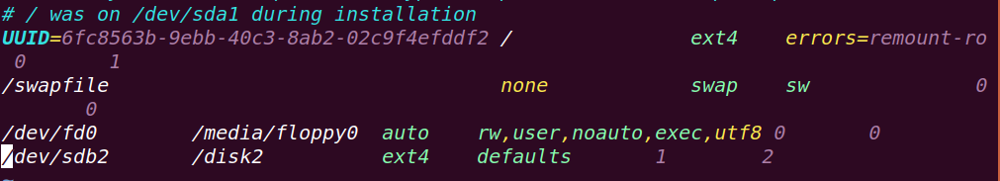 # / was on /dev/sda1 during installation
UUID=6fc8563b-9ebb-40c3-8ab2-02c9f4efddf2 /               ext4    errors=remount-ro
 0       1
/swapfile                                 none            swap    sw              0
       0
/dev/fd0        /media/floppy0  auto    rw,user,noauto,exec,utf8 0       0
/dev/sdb2       /disk2          ext4    defaults       1        2
~